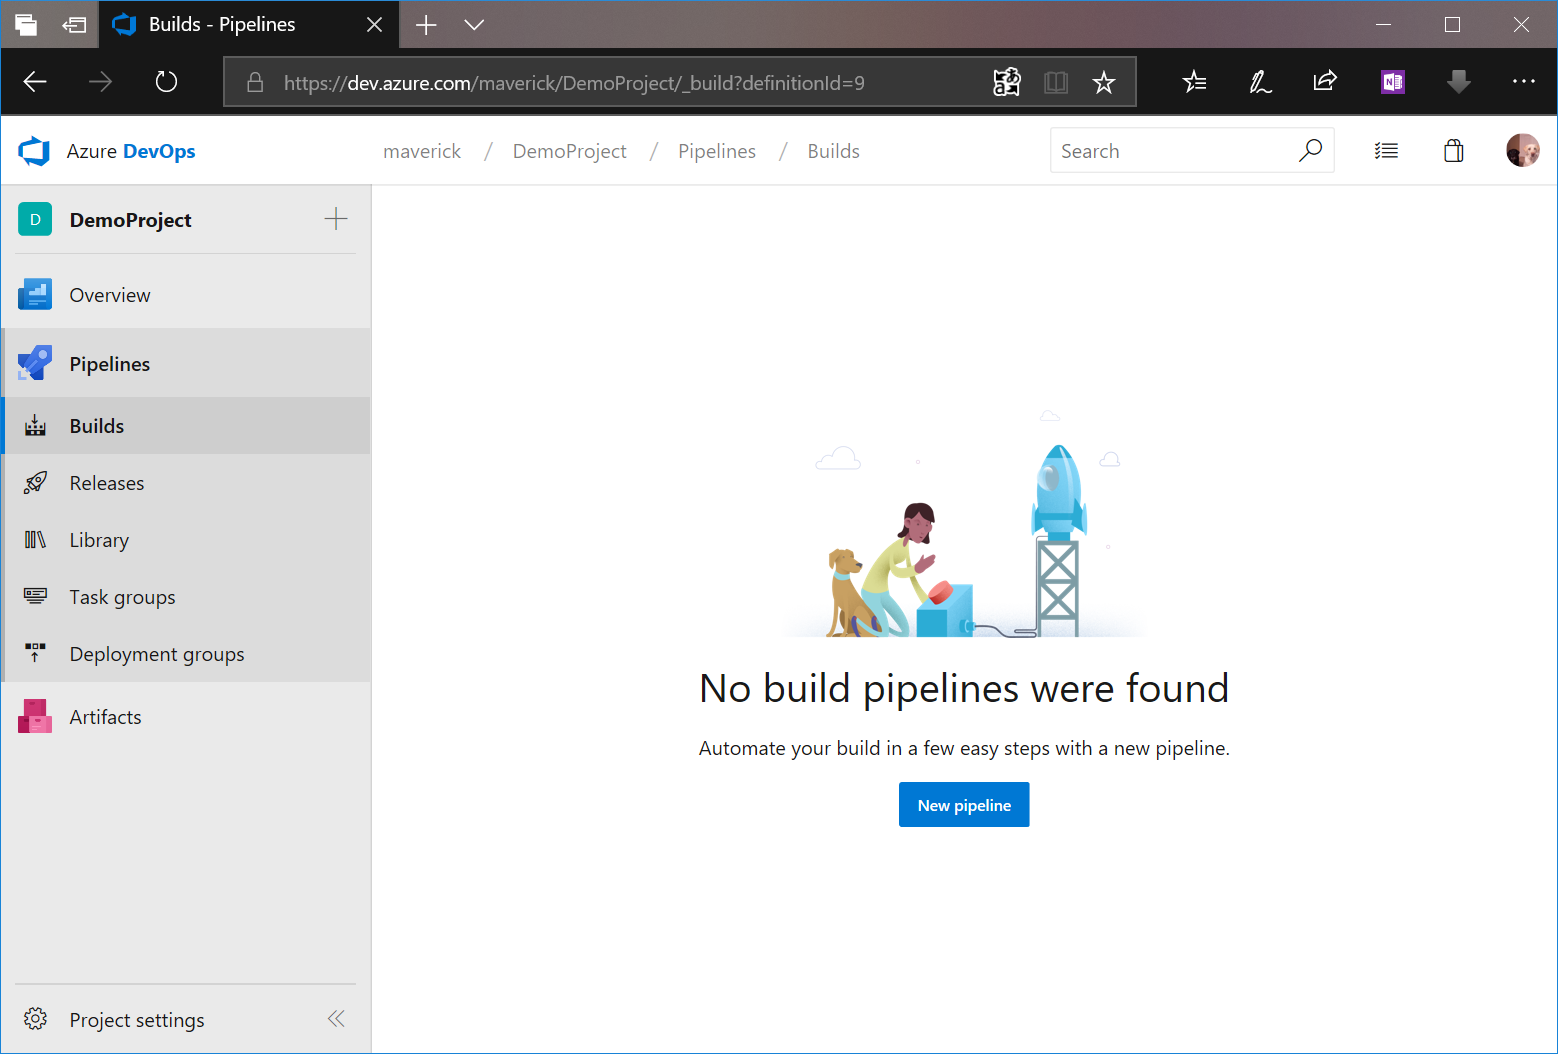 Builds - Pipelines
https://dev.azure.com/maverick/DemoProject/_build?definitionId=9
Azure DevOps
maverick / DemoProject / Pipelines / Builds
Search
D DemoProject
Overview
Pipelines
Builds
Releases
Library
Task groups
Deployment groups
Artifacts
No build pipelines were found
Automate your build in a few easy steps with a new pipeline.
New pipeline
Project settings